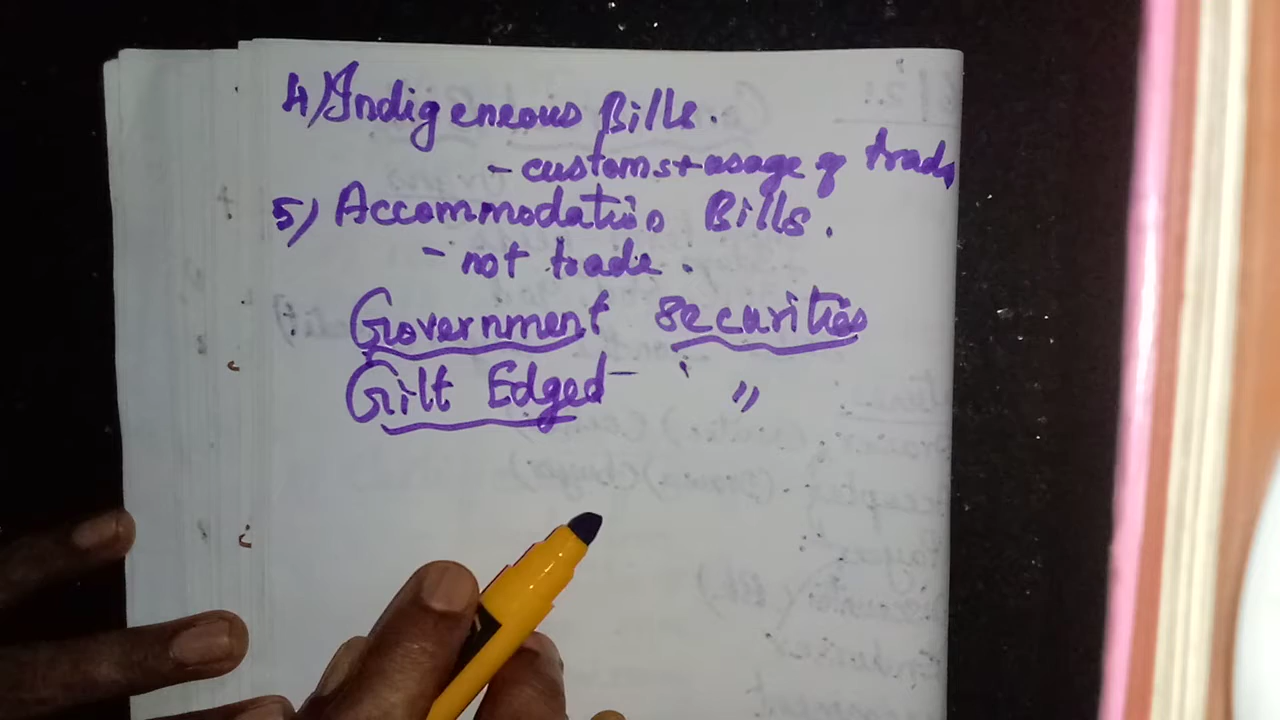 4) Indigeneous Bills.
- customs + usage of trade
5) Accommodation Bills.
- not trade.
Government Securities
Gilt Edged - "